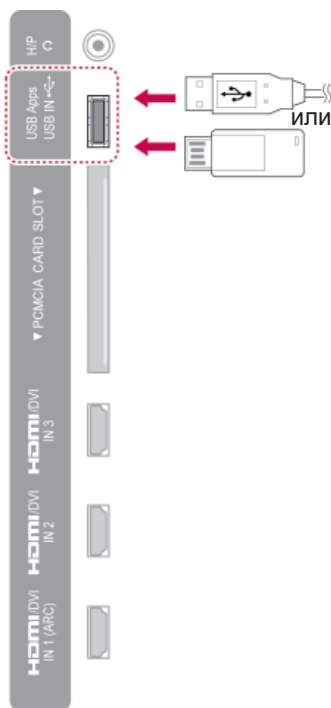 H/P
USB Apps
USB IN
или
▼PCMCIA CARD SLOT▼
HDMI/DVI
IN 3
HDMI/DVI
IN 2
HDMI/DVI
IN 1 (ARC)